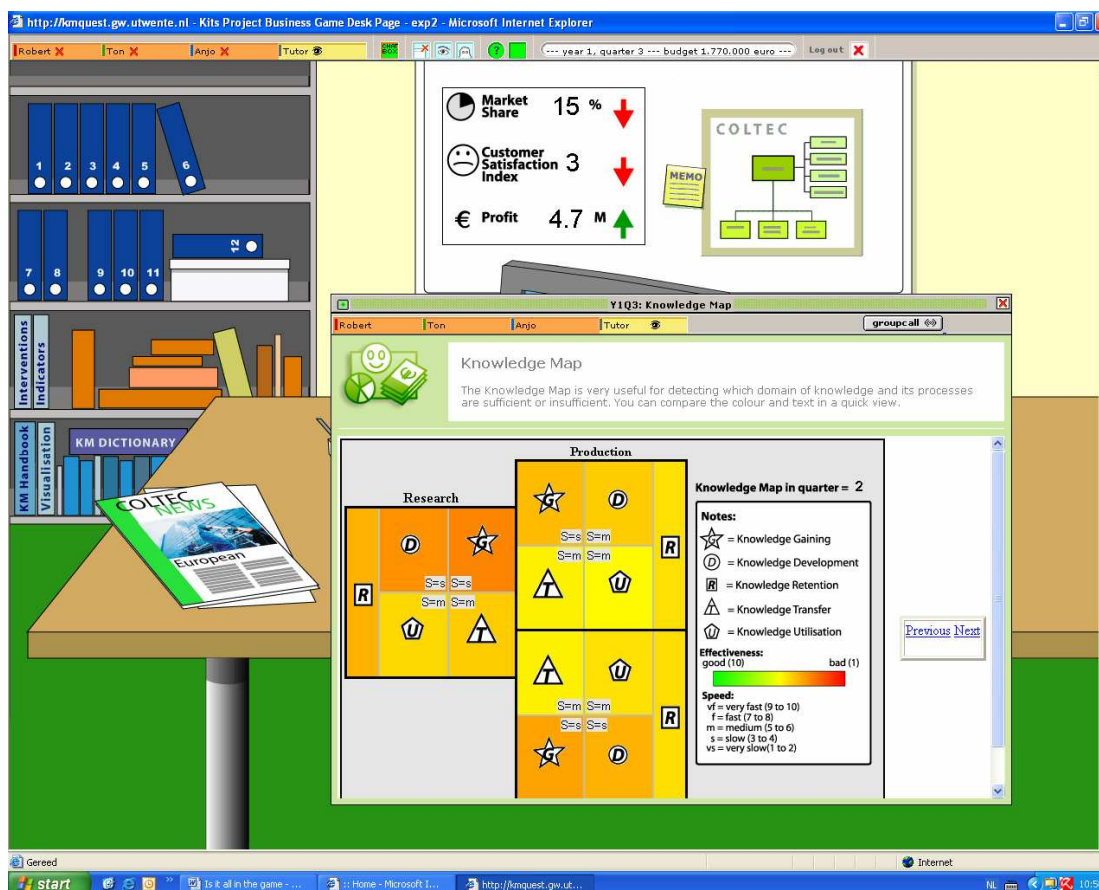 http://kmquest.gw.utwente.nl - Kits Project Business Game Desk Page - exp2 - Microsoft Internet Explorer
Robert Ton Anjo Tutor CHAT BOX ? (--- year 1, quarter 3 --- budget 1.770.000 euro ---) Log out
Market Share 15 %
Customer Satisfaction Index 3
€ Profit 4.7 M
COLTEC
MEMO
1 2 3 4 5 6
7 8 9 10 11 12
Interventions
Indicators
KM Handbook
Visualisation
KM DICTIONARY
COLTEC NEWS
European
Y1Q3: Knowledge Map
Robert Ton Anjo Tutor groupcall
Knowledge Map
The Knowledge Map is very useful for detecting which domain of knowledge and its processes
are sufficient or insufficient. You can compare the colour and text in a quick view.
Production
Research
G D R
S=s S=m
S=m S=m
T U
D G
S=s S=s
R
S=m S=m
U T
T U
S=m S=m
S=s S=s
R
G D
Knowledge Map in quarter = 2
Notes:
G = Knowledge Gaining
D = Knowledge Development
R = Knowledge Retention
T = Knowledge Transfer
U = Knowledge Utilisation
Effectiveness:
good (10) bad (1)
Speed:
vf = very fast (9 to 10)
f = fast (7 to 8)
m = medium (5 to 6)
s = slow (3 to 4)
vs = very slow(1 to 2)
Previous Next
Gereed Internet
start Is it all in the game - ... :: Home - Microsoft I... http://kmquest.gw.ut... NL